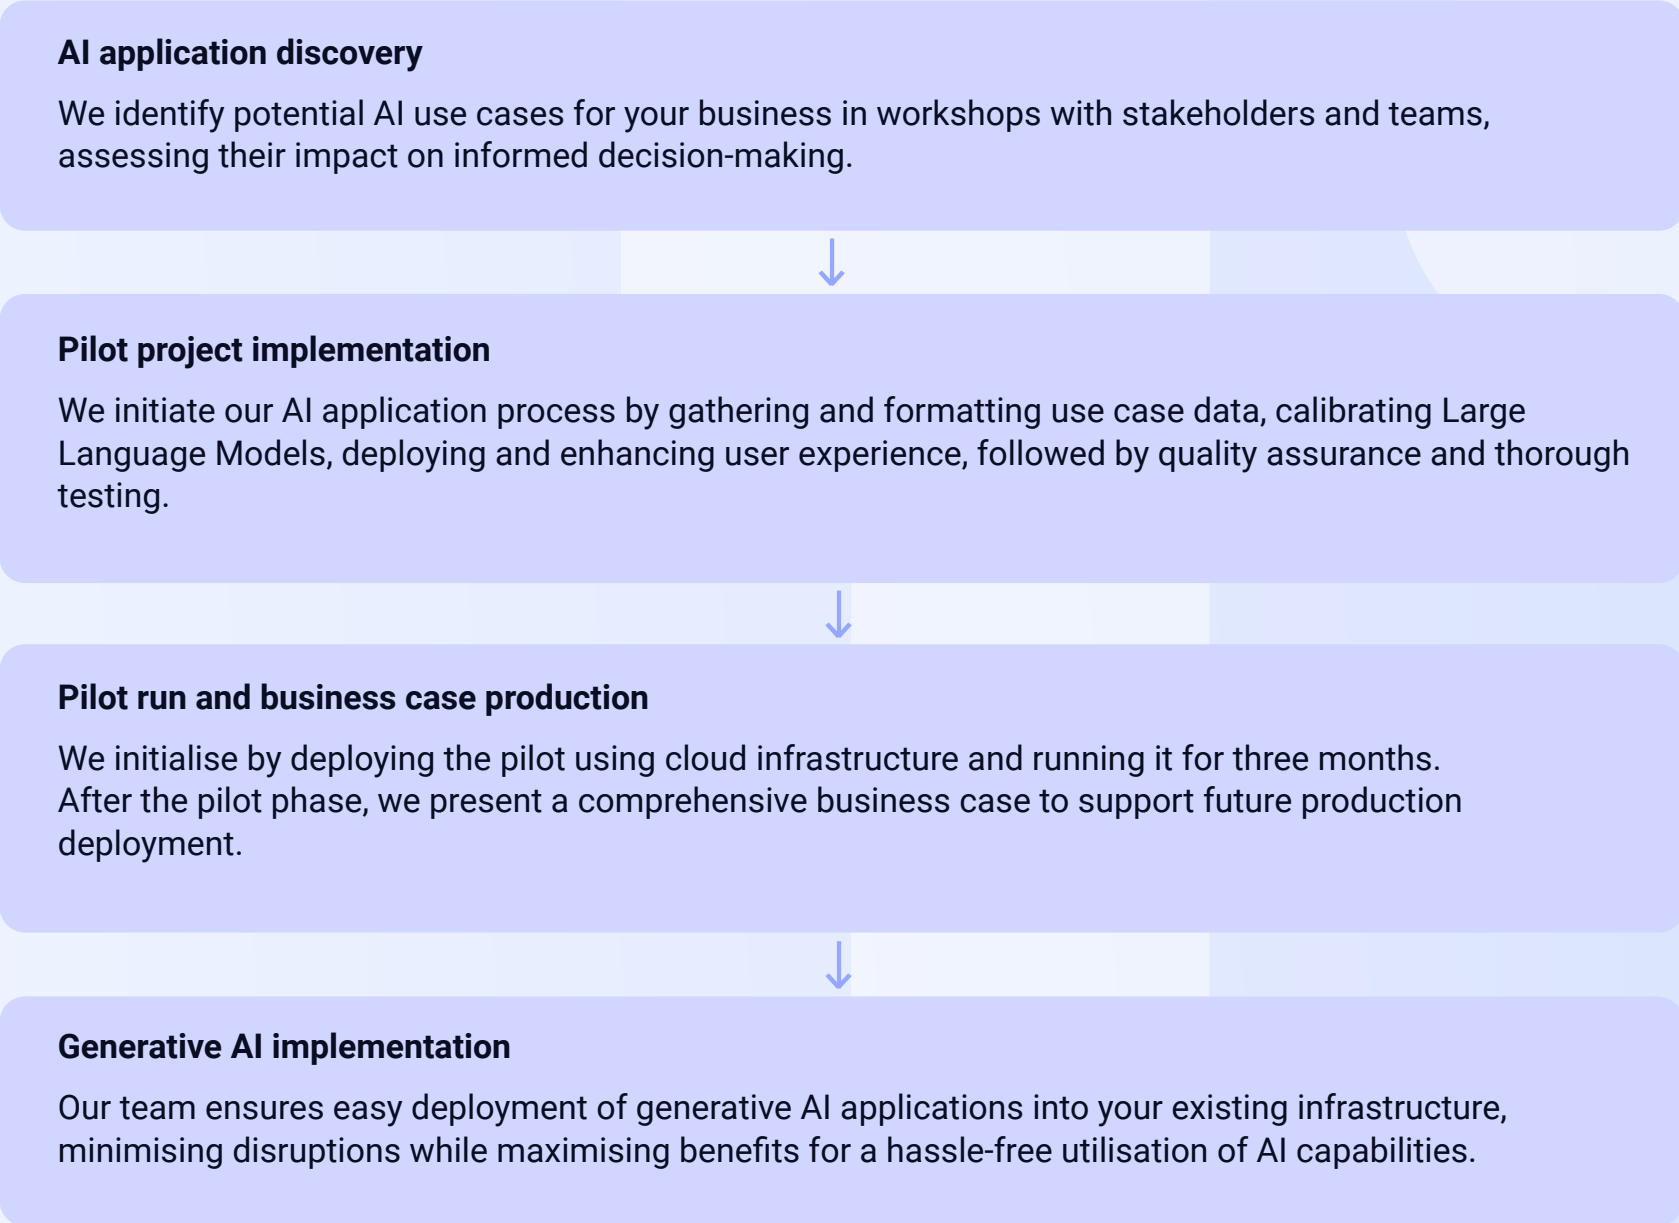 AI application discovery
We identify potential AI use cases for your business in workshops with stakeholders and teams,
assessing their impact on informed decision-making.
Pilot project implementation
We initiate our AI application process by gathering and formatting use case data, calibrating Large
Language Models, deploying and enhancing user experience, followed by quality assurance and thorough
testing.
Pilot run and business case production
We initialise by deploying the pilot using cloud infrastructure and running it for three months.
After the pilot phase, we present a comprehensive business case to support future production
deployment.
Generative AI implementation
Our team ensures easy deployment of generative AI applications into your existing infrastructure,
minimising disruptions while maximising benefits for a hassle-free utilisation of AI capabilities.